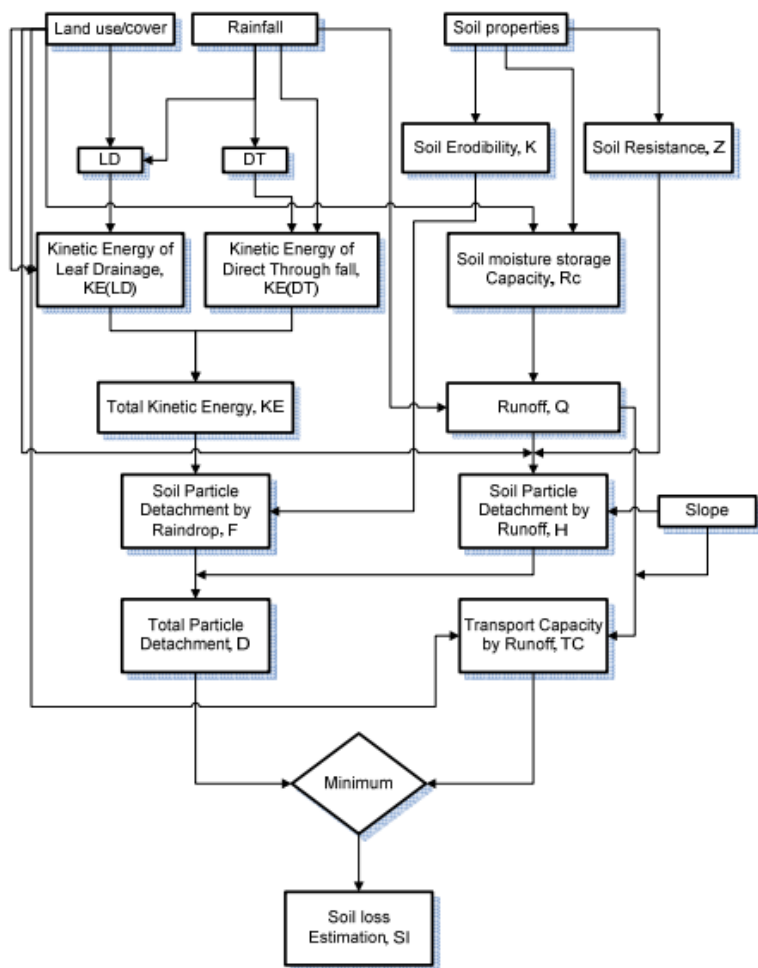 Land use/cover
Rainfall
Soil properties
LD
DT
Soil Erodibility, K
Soil Resistance, Z
Kinetic Energy of
Leaf Drainage,
KE(LD)
Kinetic Energy of
Direct Through fall,
KE(DT)
Soil moisture storage
Capacity, Rc
Total Kinetic Energy, KE
Runoff, Q
Soil Particle
Detachment by
Raindrop, F
Soil Particle
Detachment by
Runoff, H
Slope
Total Particle
Detachment, D
Transport Capacity
by Runoff, TC
Minimum
Soil loss
Estimation, Sl